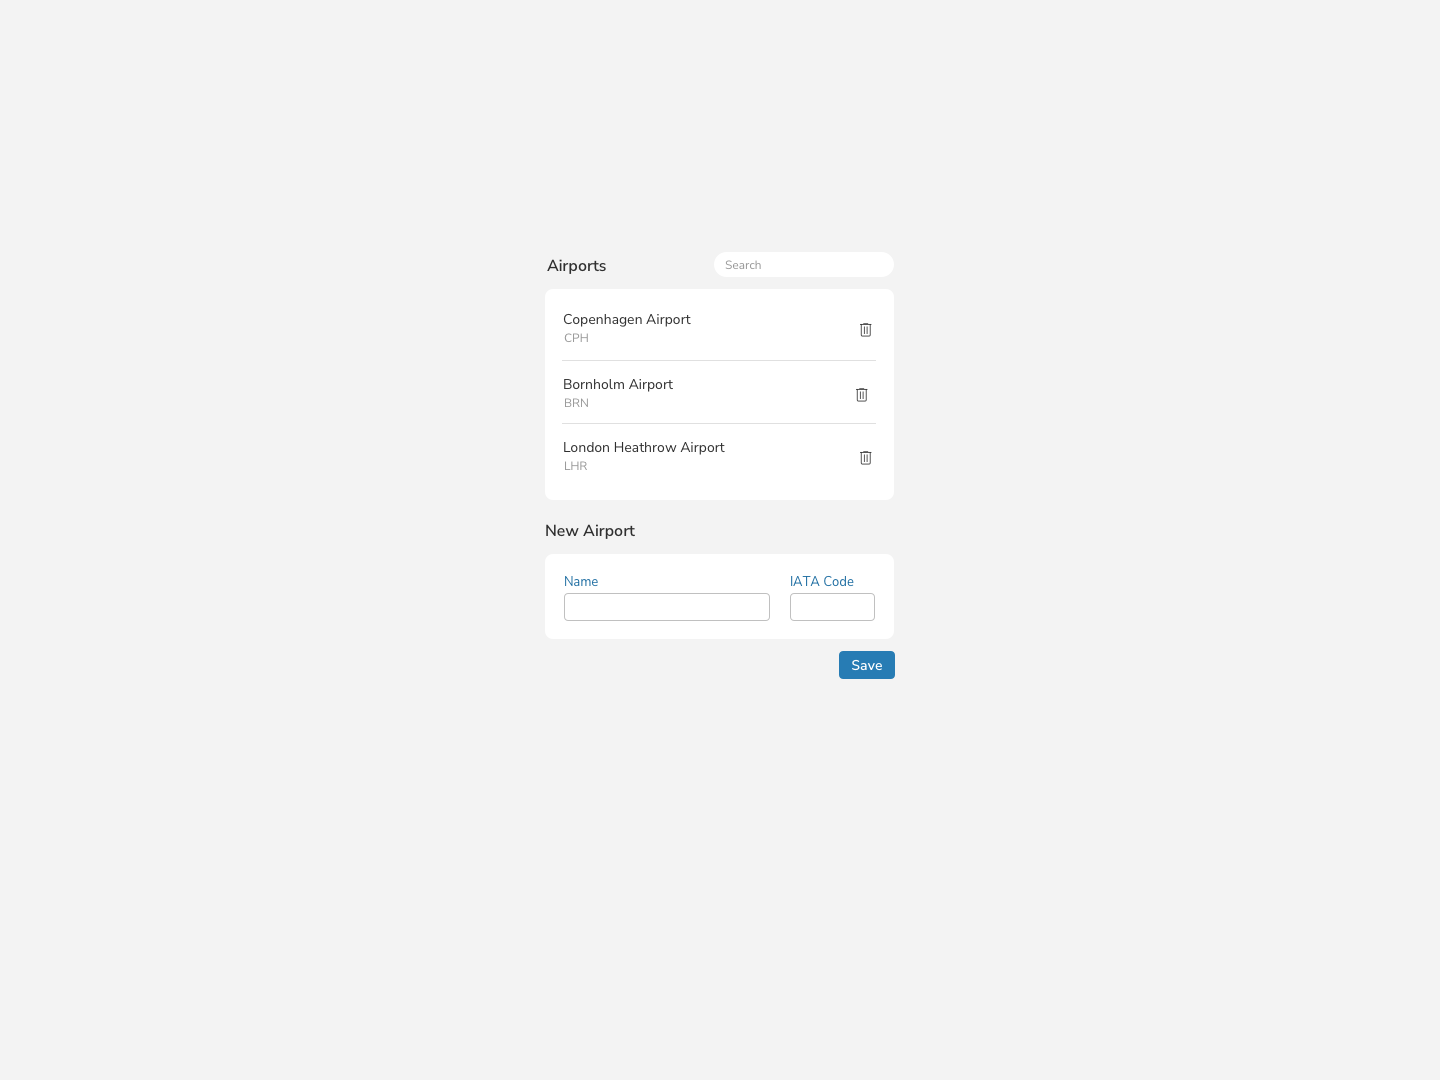 Airports
Search
Copenhagen Airport
CPH
Bornholm Airport
BRN
London Heathrow Airport
LHR
New Airport
Name
IATA Code
Save